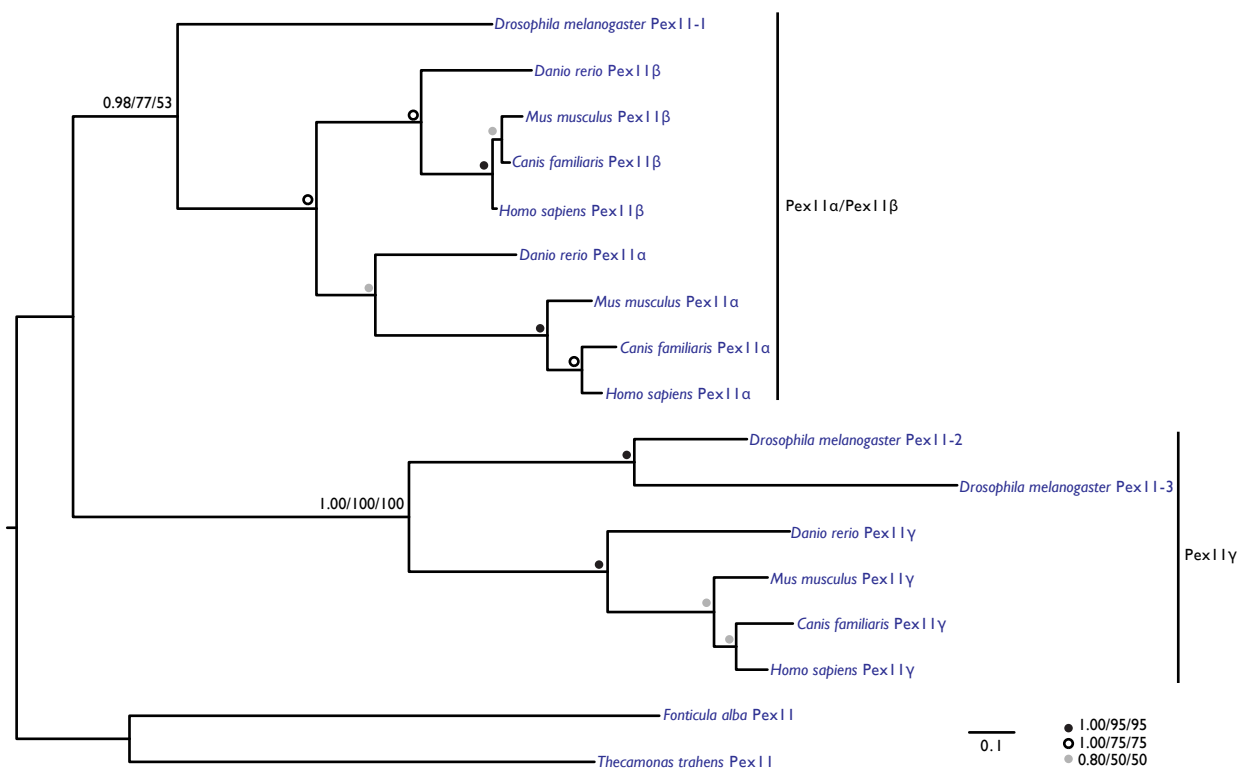 Drosophila melanogaster Pex11-1
Danio rerio Pex11β
0.98/77/53
Mus musculus Pex11β
Canis familiaris Pex11β
Homo sapiens Pex11β
Pex11α/Pex11β
Danio rerio Pex11α
Mus musculus Pex11α
Canis familiaris Pex11α
Homo sapiens Pex11α
Drosophila melanogaster Pex11-2
Drosophila melanogaster Pex11-3
1.00/100/100
Danio rerio Pex11γ
Pex11γ
Mus musculus Pex11γ
Canis familiaris Pex11γ
Homo sapiens Pex11γ
Fonticula alba Pex11
Thecamonas trahens Pex11
0.1
1.00/95/95
1.00/75/75
0.80/50/50